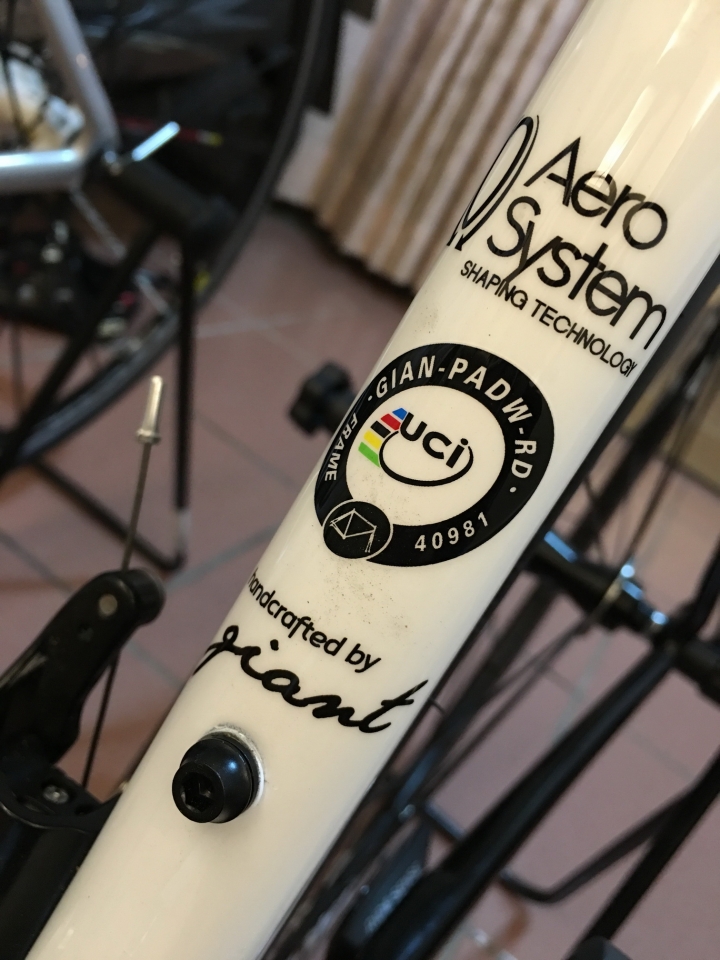 Aero
System
SHAPING TECHNOLOGY
· GIAN-PADW-RD ·
FRAME
UCi
40981
handcrafted by
giant